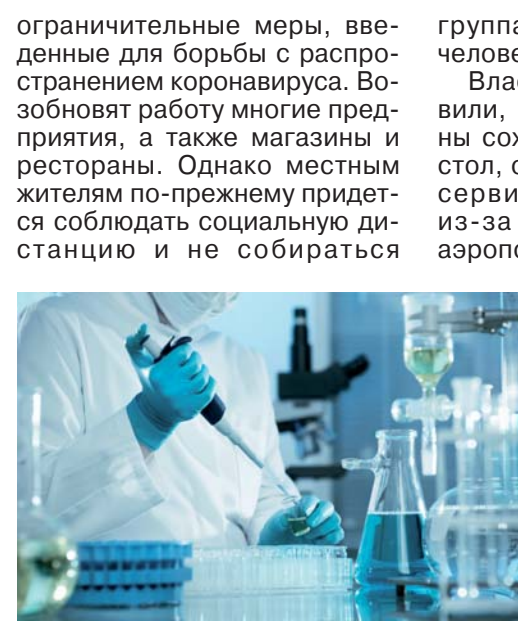 ограничительные меры, вве-
денные для борьбы с распро-
странением коронавируса. Во-
зобновят работу многие пред-
приятия, а также магазины и
рестораны. Однако местным
жителям по-прежнему придет-
ся соблюдать социальную ди-
станцию и не собираться
групп
челове
Влас
вили,
ны сох
стол, о
серви
из-за
аэропо